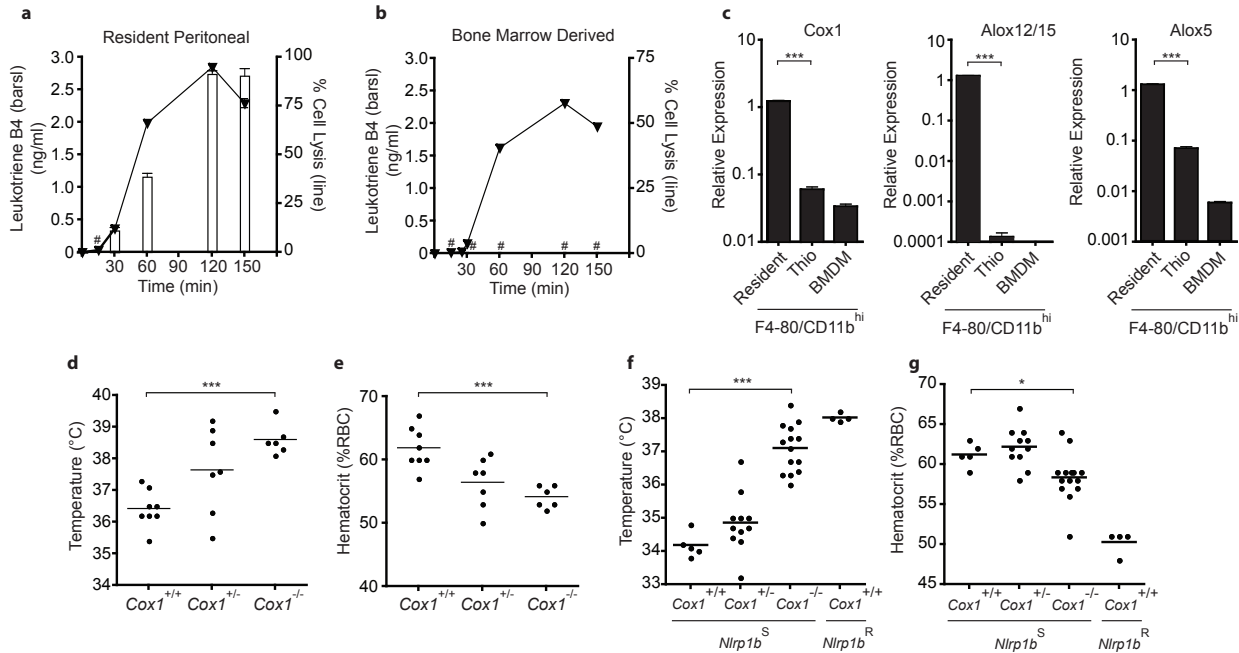 a
Resident Peritoneal
Leukotriene B4 (barsl)
(ng/ml)
3.0
2.5
2.0
1.5
1.0
0.5
0
#
30 60 90 120 150
Time (min)
100
75
50
25
0
% Cell Lysis
(line)
b
Bone Marrow Derived
Leukotriene B4 (barsl)
(ng/ml)
3.0
2.5
2.0
1.5
1.0
0.5
0
# # # # #
30 60 90 120 150
Time (min)
75
50
25
0
% Cell Lysis
(line)
c
Cox1
Relative Expression
10
1
0.1
0.01
***
Resident
Thio
BMDM
F4-80/CD11b hi
Alox12/15
Relative Expression
10
1
0.1
0.01
0.001
0.0001
***
Resident
Thio
BMDM
F4-80/CD11b hi
Alox5
Relative Expression
10
1
0.1
0.01
.001
***
Resident
Thio
BMDM
F4-80/CD11b hi
d
Temperature (°C)
40
39
38
37
36
35
34
***
Cox1+/+ Cox1+/- Cox1-/-
e
Hematocrit (%RBC)
70
60
50
40
***
Cox1+/+ Cox1+/- Cox1-/-
f
Temperature (°C)
39
38
37
36
35
34
33
***
Cox1+/+ Cox1+/- Cox1-/- Cox1+/+
Nlrp1b S Nlrp1b R
g
Hematocrit (%RBC)
70
65
60
55
50
45
*
Cox1+/+ Cox1+/- Cox1-/- Cox1+/+
Nlrp1b S Nlrp1b R